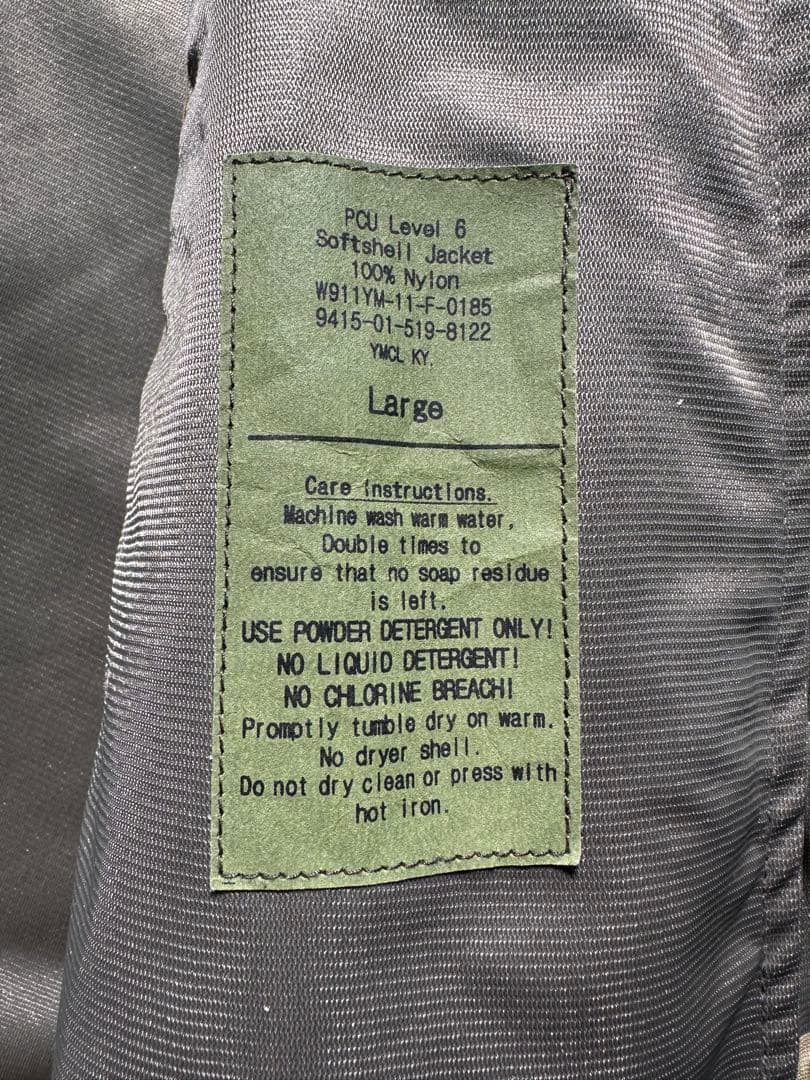 PCU Level 6
Softshell Jacket
100% Nylon
W911YM-11-F-0185
9415-01-519-8122
YMCL KY.
Large
Care instructions.
Machine wash warm water,
Double times to
ensure that no soap residue
is left.
USE POWDER DETERGENT ONLY!
NO LIQUID DETERGENT!
NO CHLORINE BREACH!
Promptly tumble dry on warm.
No dryer shell.
Do not dry clean or press with
hot iron.